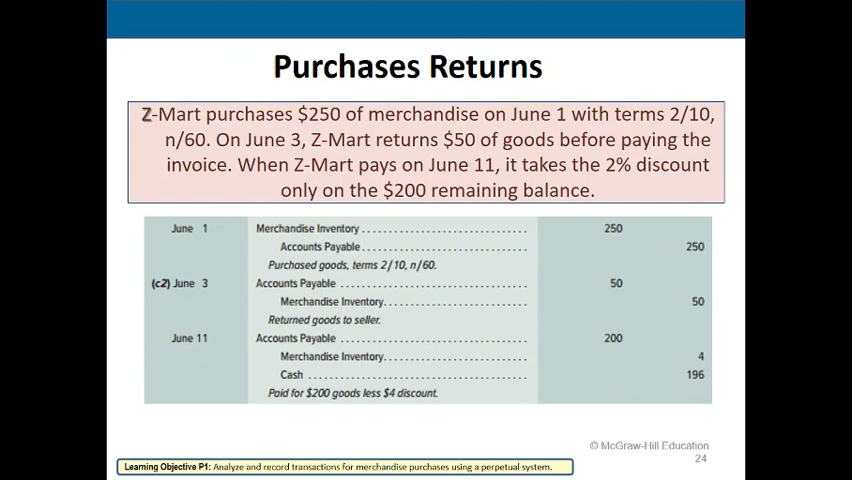 Purchases Returns
Z-Mart purchases $250 of merchandise on June 1 with terms 2/10,
n/60. On June 3, Z-Mart returns $50 of goods before paying the
invoice. When Z-Mart pays on June 11, it takes the 2% discount
only on the $200 remaining balance.
June 1 Merchandise Inventory 250
Accounts Payable 250
Purchased goods, terms 2/10, n/60.
(c2) June 3 Accounts Payable 50
Merchandise Inventory 50
Returned goods to seller.
June 11 Accounts Payable 200
Merchandise Inventory 4
Cash 196
Paid for $200 goods less $4 discount.
© McGraw-Hill Education
24
Learning Objective P1: Analyze and record transactions for merchandise purchases using a perpetual system.